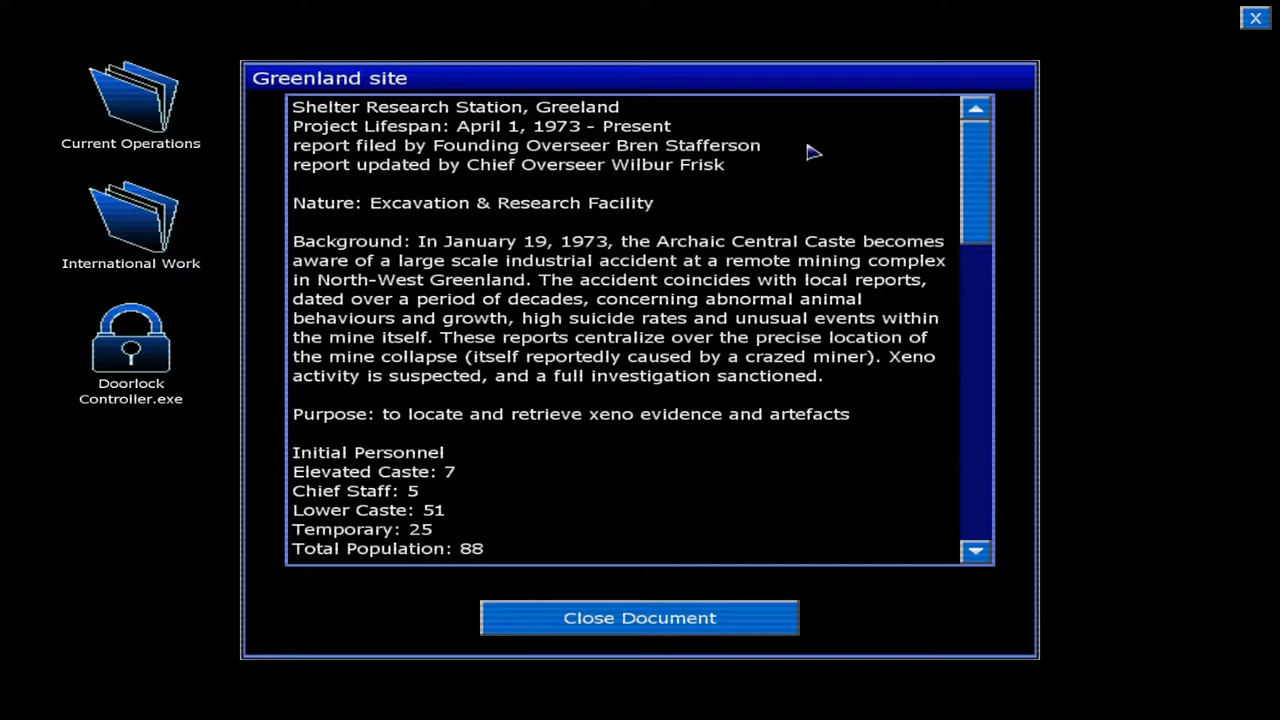 X
Current Operations
International Work
Doorlock
Controller.exe
Greenland site
Shelter Research Station, Greeland
Project Lifespan: April 1, 1973 - Present
report filed by Founding Overseer Bren Stafferson
report updated by Chief Overseer Wilbur Frisk
Nature: Excavation & Research Facility
Background: In January 19, 1973, the Archaic Central Caste becomes
aware of a large scale industrial accident at a remote mining complex
in North-West Greenland. The accident coincides with local reports,
dated over a period of decades, concerning abnormal animal
behaviours and growth, high suicide rates and unusual events within
the mine itself. These reports centralize over the precise location of
the mine collapse (itself reportedly caused by a crazed miner). Xeno
activity is suspected, and a full investigation sanctioned.
Purpose: to locate and retrieve xeno evidence and artefacts
Initial Personnel
Elevated Caste: 7
Chief Staff: 5
Lower Caste: 51
Temporary: 25
Total Population: 88
Close Document